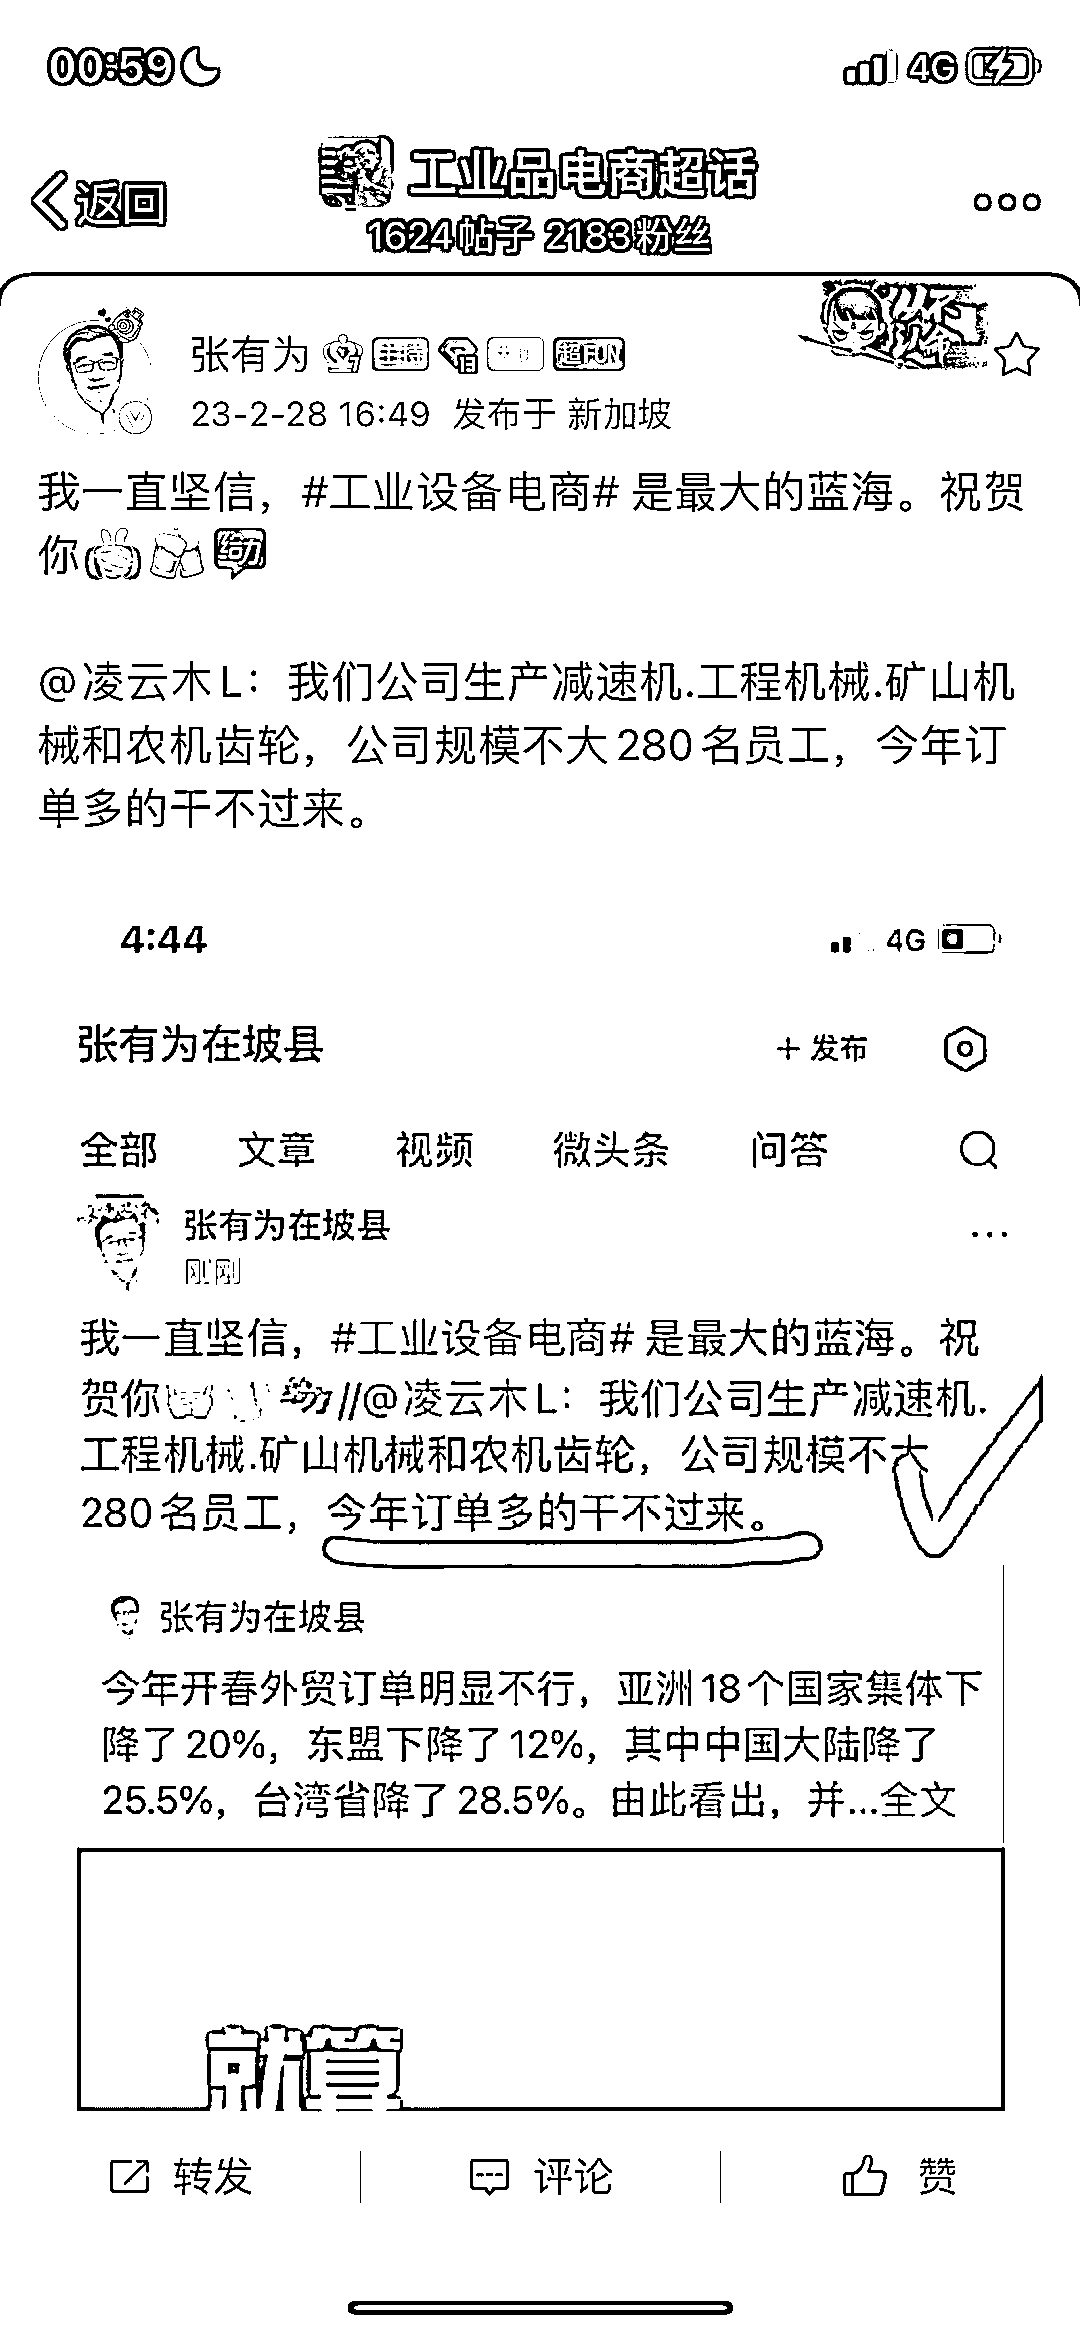 00:59 4G
返回 工业品电商超话
1624帖子 2183粉丝
张有为 主持 超FUN
23-2-28 16:49 发布于 新加坡
我一直坚信，#工业设备电商# 是最大的蓝海。祝贺
你 给力
@凌云木L：我们公司生产减速机.工程机械.矿山机
械和农机齿轮，公司规模不大280名员工，今年订
单多的干不过来。
4:44 4G
张有为在坡县 + 发布
全部 文章 视频 微头条 问答
张有为在坡县
刚刚
我一直坚信，#工业设备电商# 是最大的蓝海。祝
贺你 //@凌云木L：我们公司生产减速机.
工程机械.矿山机械和农机齿轮，公司规模不大
280名员工，今年订单多的干不过来。
张有为在坡县
今年开春外贸订单明显不行，亚洲18个国家集体下
降了20%，东盟下降了12%，其中中国大陆降了
25.5%，台湾省降了28.5%。由此看出，并...全文
转发 评论 赞